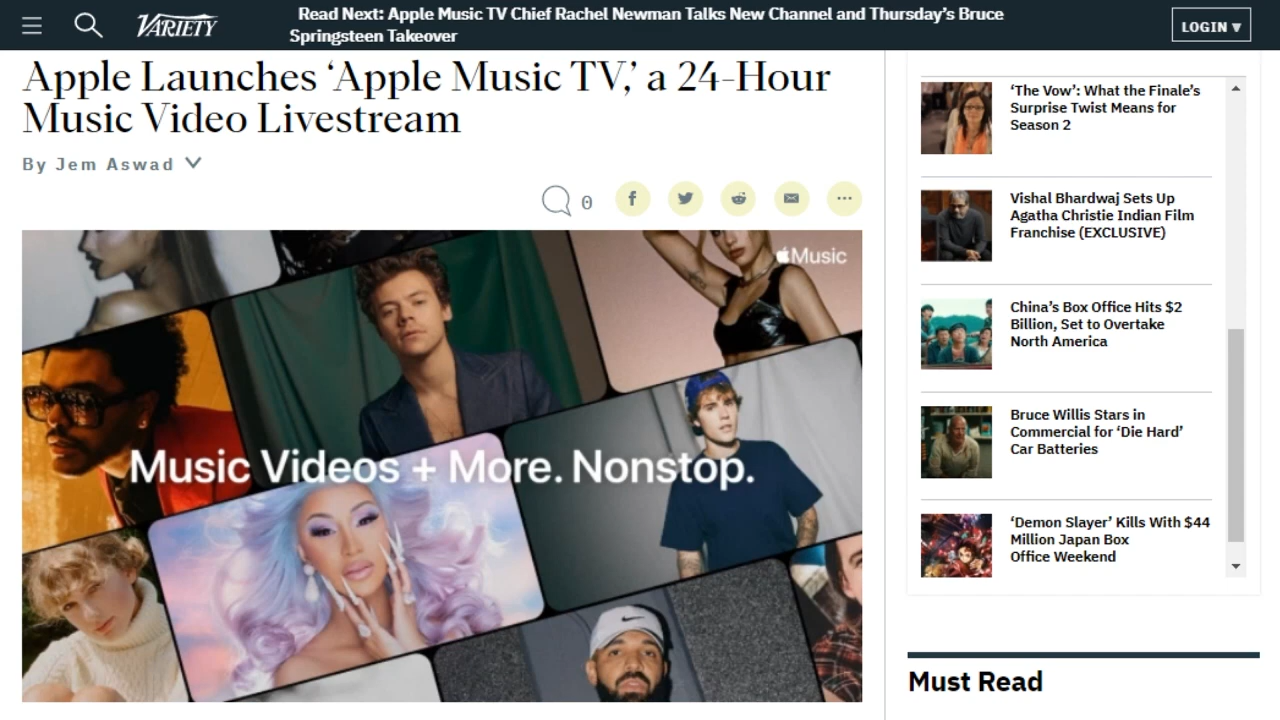 VARIETY
Read Next: Apple Music TV Chief Rachel Newman Talks New Channel and Thursday’s Bruce
Springsteen Takeover
LOGIN ▾
Apple Launches ‘Apple Music TV,’ a 24-Hour
Music Video Livestream
By Jem Aswad
0
Music
Music Videos + More. Nonstop.
‘The Vow’: What the Finale’s
Surprise Twist Means for
Season 2
Vishal Bhardwaj Sets Up
Agatha Christie Indian Film
Franchise (EXCLUSIVE)
China’s Box Office Hits $2
Billion, Set to Overtake
North America
Bruce Willis Stars in
Commercial for ‘Die Hard’
Car Batteries
‘Demon Slayer’ Kills With $44
Million Japan Box
Office Weekend
Must Read